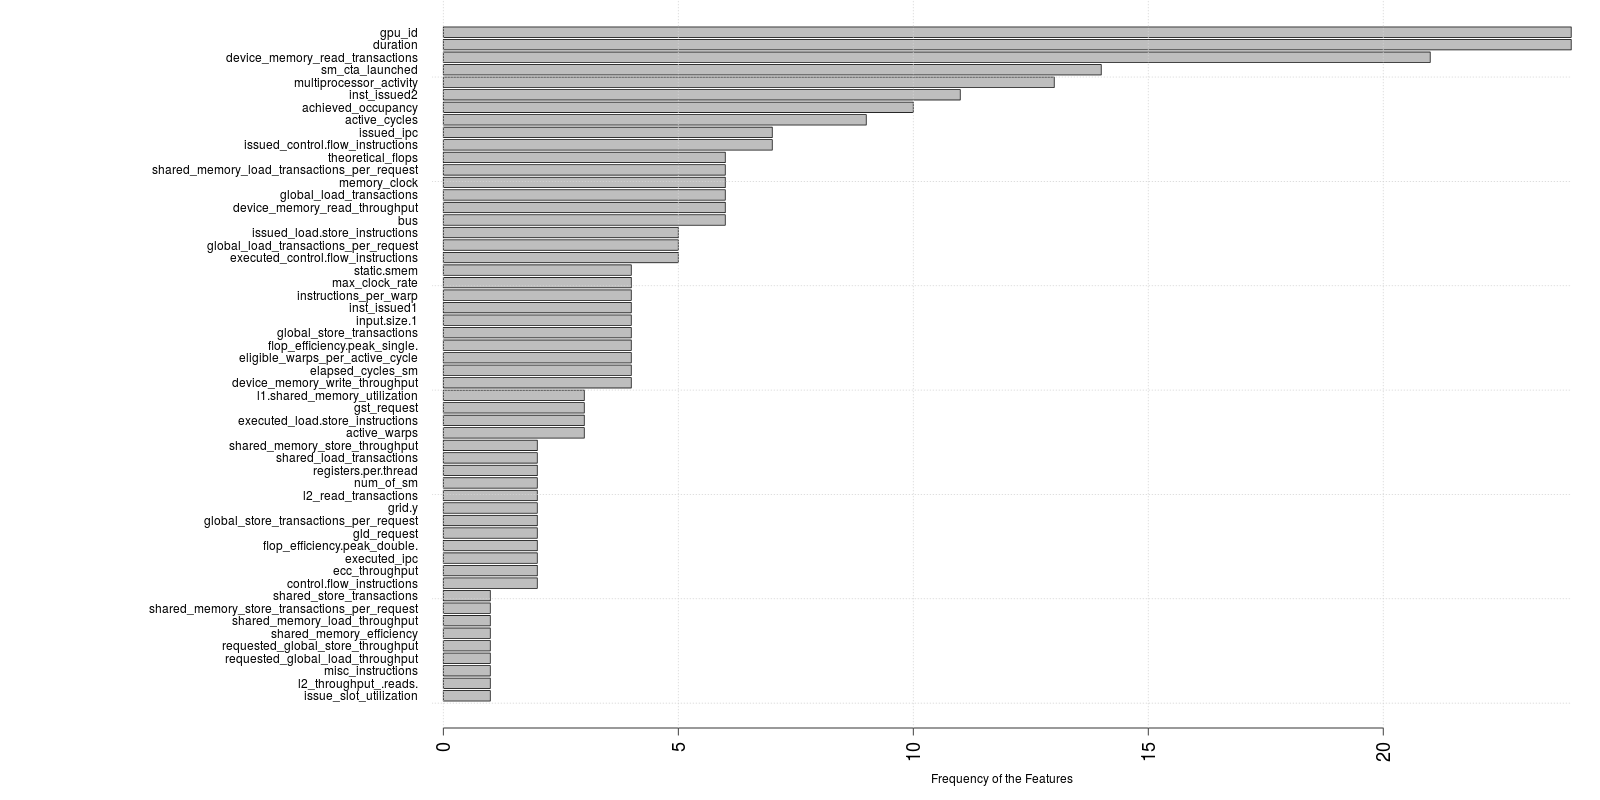 gpu_id
duration
device_memory_read_transactions
sm_cta_launched
multiprocessor_activity
inst_issued2
achieved_occupancy
active_cycles
issued_ipc
issued_control.flow_instructions
theoretical_flops
shared_memory_load_transactions_per_request
memory_clock
global_load_transactions
device_memory_read_throughput
bus
issued_load.store_instructions
global_load_transactions_per_request
executed_control.flow_instructions
static.smem
max_clock_rate
instructions_per_warp
inst_issued1
input.size.1
global_store_transactions
flop_efficiency.peak_single.
eligible_warps_per_active_cycle
elapsed_cycles_sm
device_memory_write_throughput
l1.shared_memory_utilization
gst_request
executed_load.store_instructions
active_warps
shared_memory_store_throughput
shared_load_transactions
registers.per.thread
num_of_sm
l2_read_transactions
grid.y
global_store_transactions_per_request
gld_request
flop_efficiency.peak_double.
executed_ipc
ecc_throughput
control.flow_instructions
shared_store_transactions
shared_memory_store_transactions_per_request
shared_memory_load_throughput
shared_memory_efficiency
requested_global_store_throughput
requested_global_load_throughput
misc_instructions
l2_throughput_.reads.
issue_slot_utilization
0 5 10 15 20
Frequency of the Features